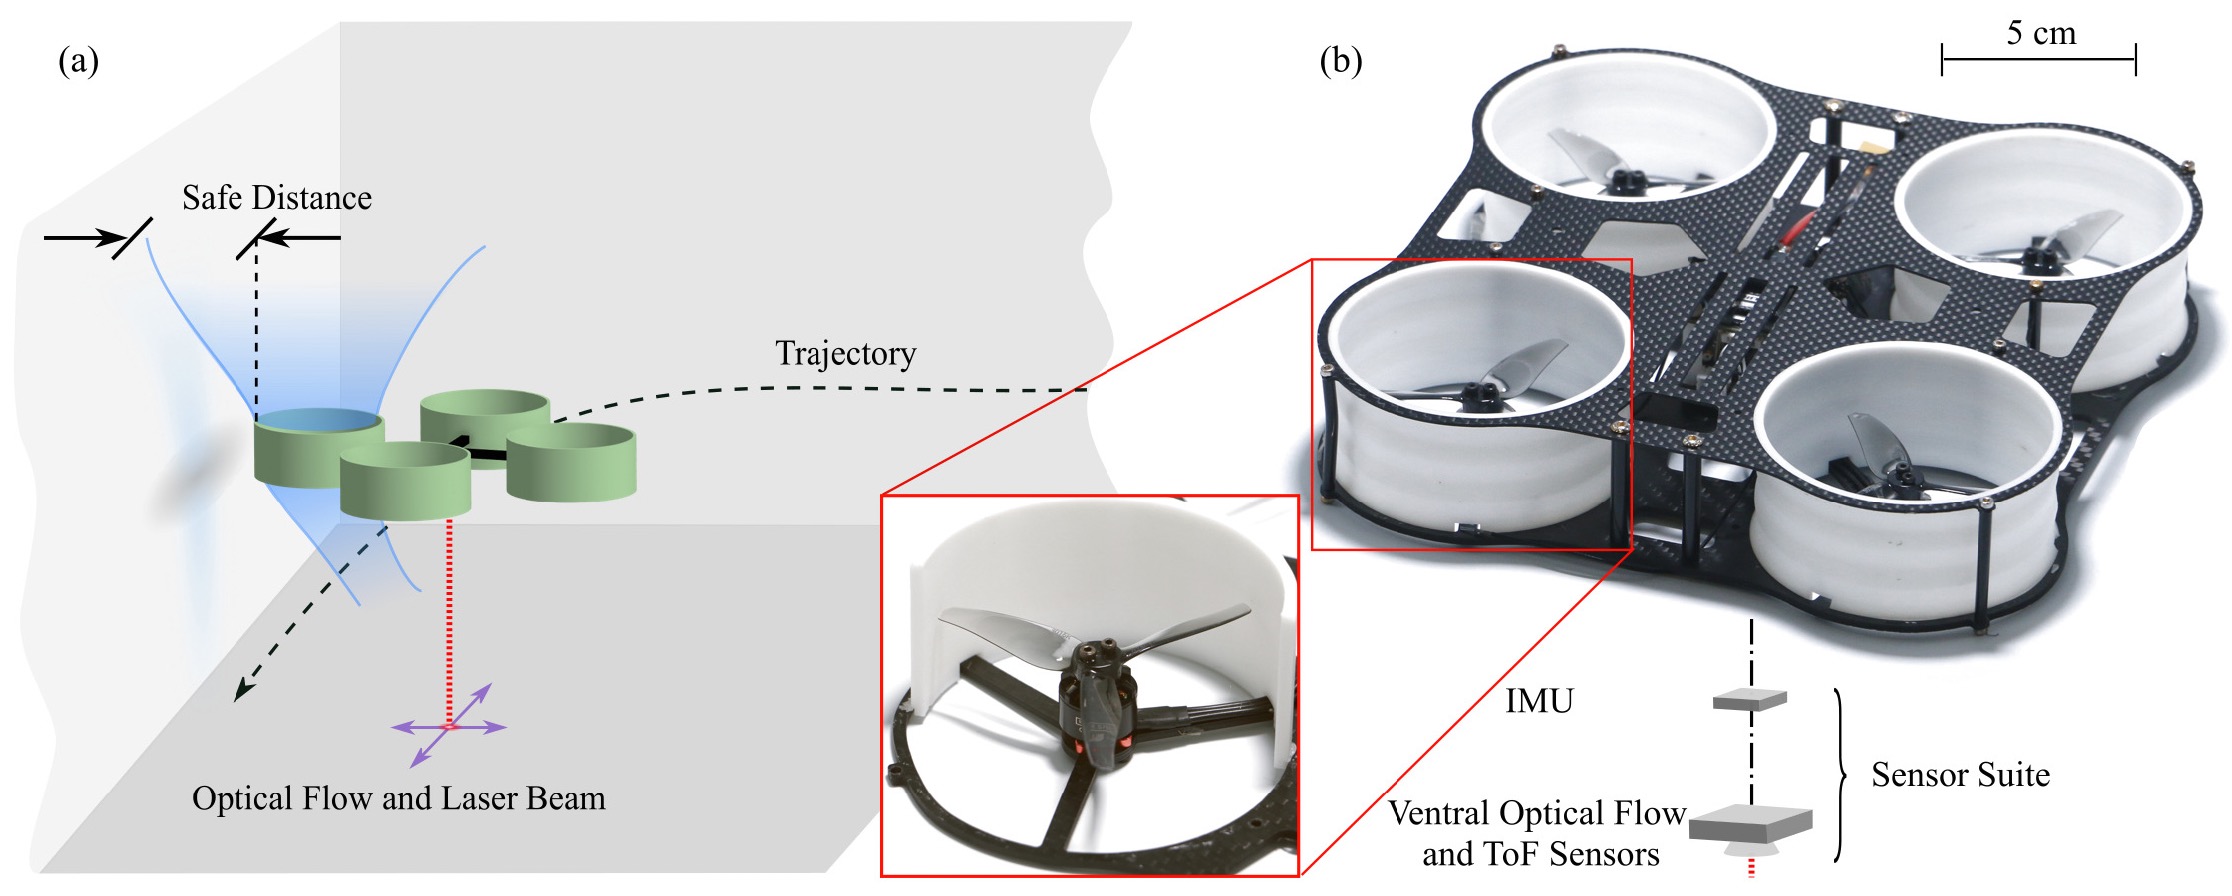 (a)
Safe Distance
Trajectory
Optical Flow and Laser Beam
(b)
5 cm
IMU
Ventral Optical Flow
and ToF Sensors
Sensor Suite